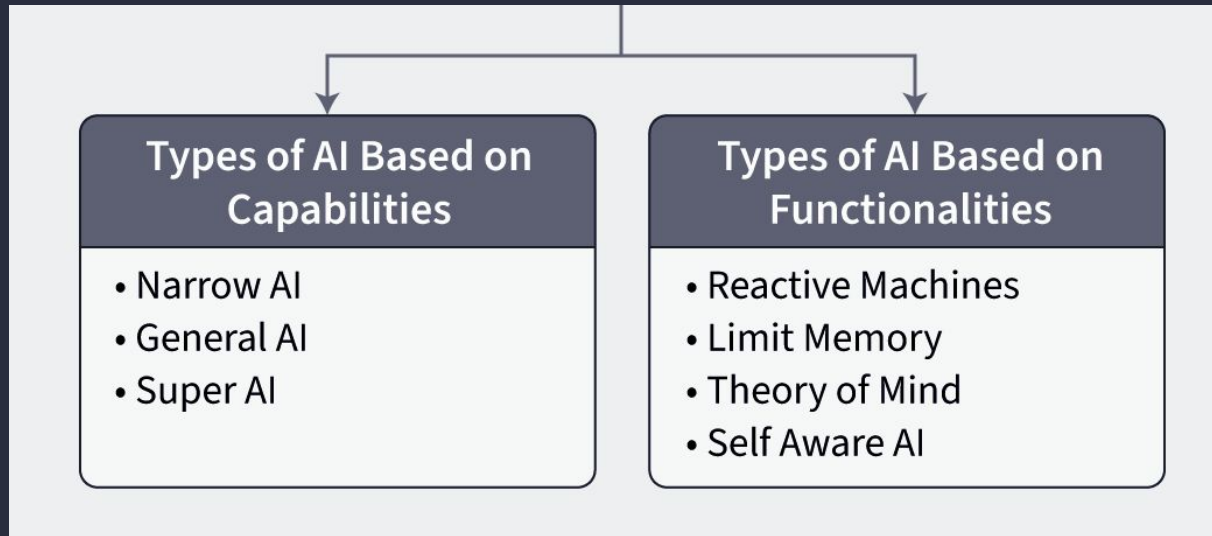 Types of AI Based on
Capabilities
• Narrow AI
• General AI
• Super AI
Types of AI Based on
Functionalities
• Reactive Machines
• Limit Memory
• Theory of Mind
• Self Aware AI